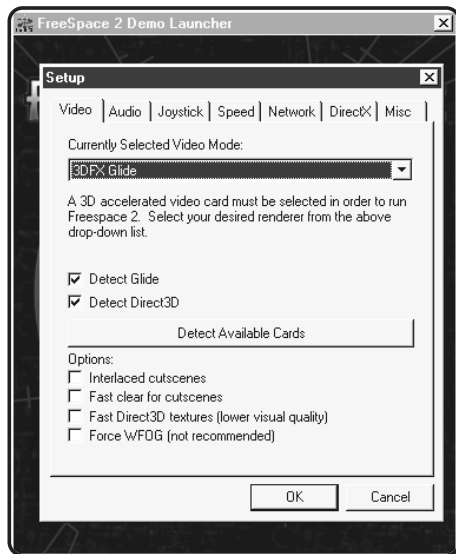 FreeSpace 2 Demo Launcher
Setup
Video
Audio
Joystick
Speed
Network
DirectX
Misc
Currently Selected Video Mode:
3DFX Glide
A 3D accelerated video card must be selected in order to run
Freespace 2. Select your desired renderer from the above
drop-down list.
Detect Glide
Detect Direct3D
Detect Available Cards
Options:
Interlaced cutscenes
Fast clear for cutscenes
Fast Direct3D textures (lower visual quality)
Force WFOG (not recommended)
OK
Cancel